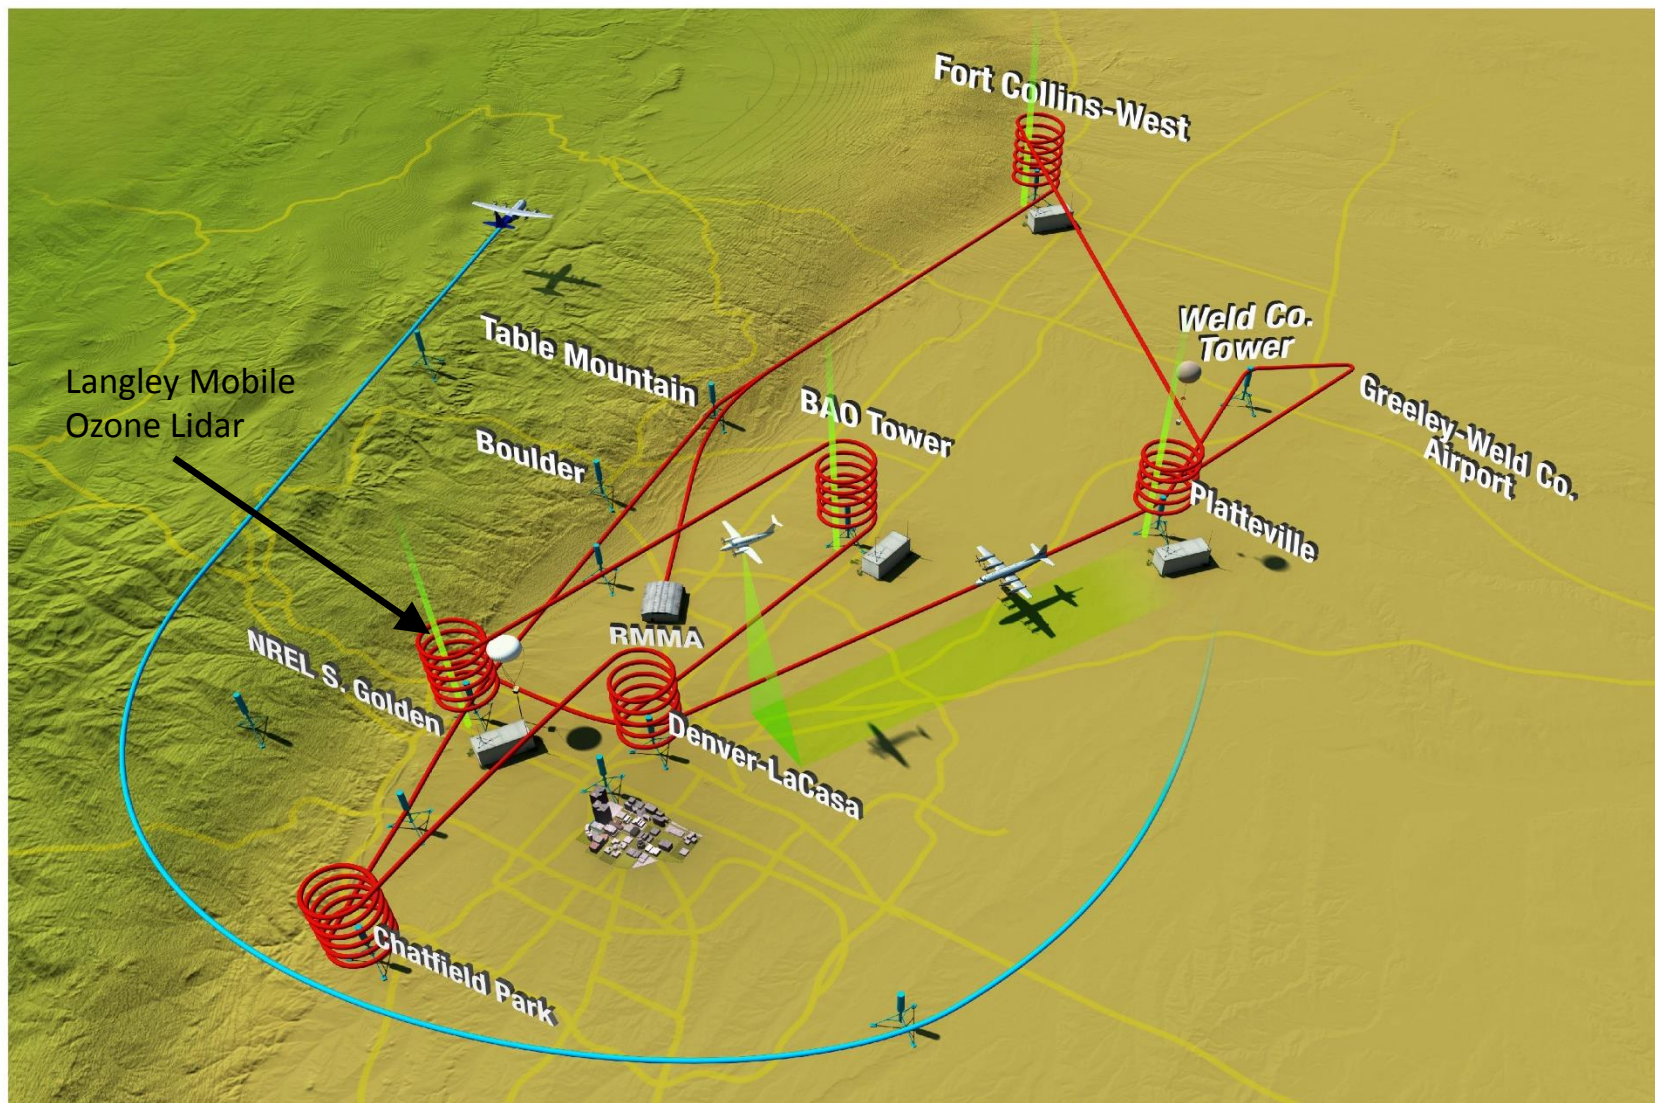 Fort Collins-West
Weld Co.
Tower
Table Mountain
Langley Mobile
Ozone Lidar
BAO Tower
Greeley-Weld Co.
Airport
Boulder
Platteville
RMMA
NREL S. Golden
Denver-LaCasa
Chatfield Park